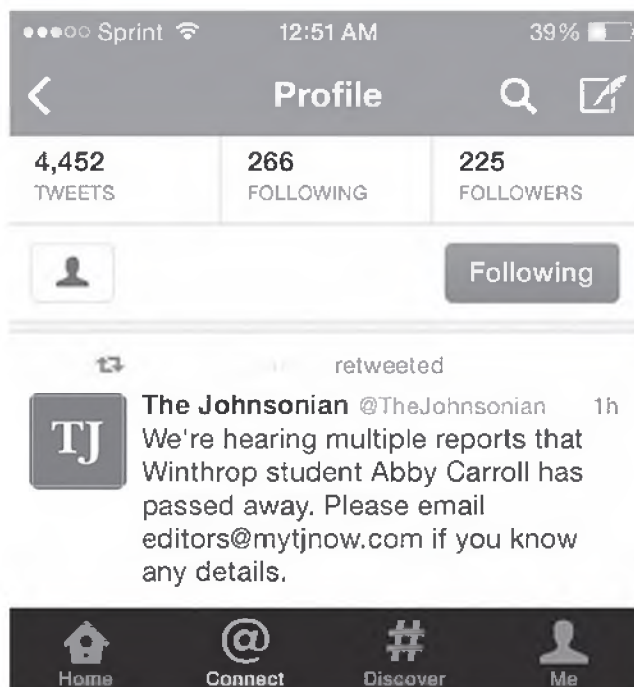 Sprint 12:51 AM 39%
Profile
4,452 266 225
TWEETS FOLLOWING FOLLOWERS
Following
retweeted
The Johnsonian @TheJohnsonian 1h
TJ
We're hearing multiple reports that
Winthrop student Abby Carroll has
passed away. Please email
editors@mytjnow.com if you know
any details.
@ #
Home Connect Discover Me